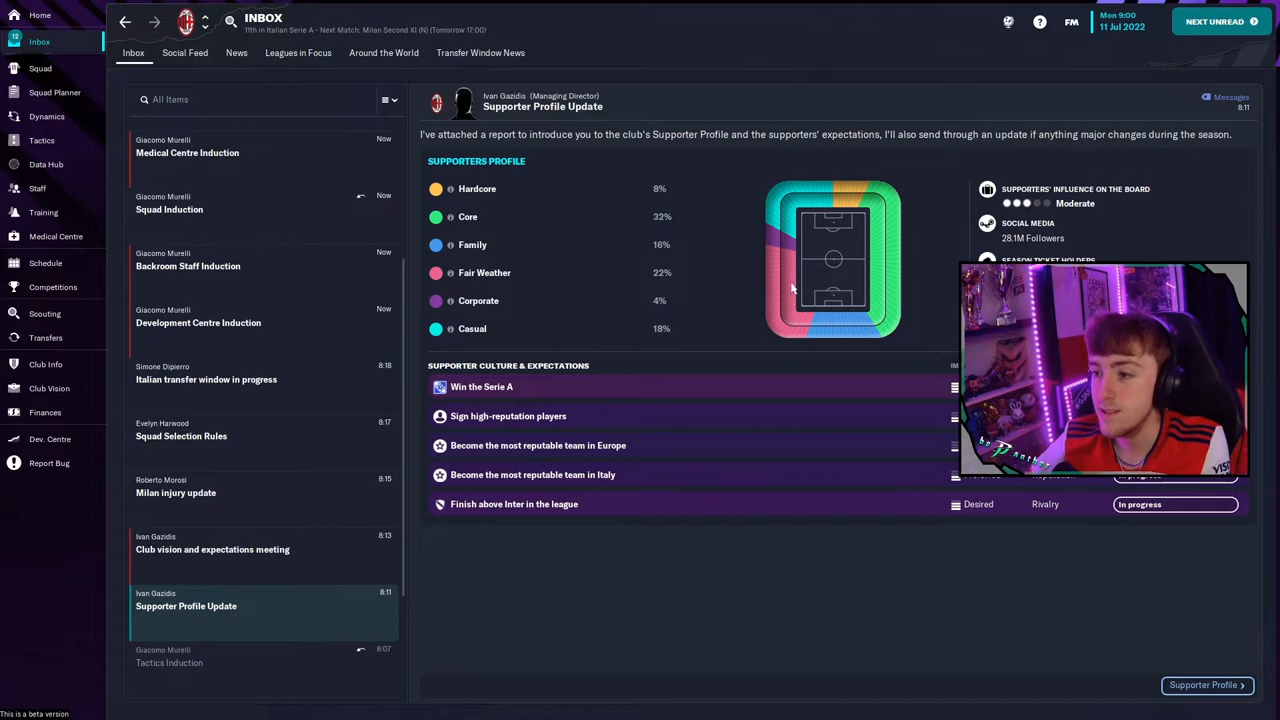 Home
INBOX
11th in Italian Serie A - Next Match: Milan Second XI (N) (Tomorrow 17:00)
FM
Mon 9:00
11 Jul 2022
NEXT UNREAD
12
Inbox
Squad
Squad Planner
Dynamics
Tactics
Data Hub
Staff
Training
Medical Centre
Schedule
Competitions
Scouting
Transfers
Club Info
Club Vision
Finances
Dev. Centre
Report Bug
This is a beta version
Inbox
Social Feed
News
Leagues in Focus
Around the World
Transfer Window News
All Items
Giacomo Murelli
Now
Medical Centre Induction
Giacomo Murelli
Now
Squad Induction
Giacomo Murelli
Now
Backroom Staff Induction
Giacomo Murelli
Now
Development Centre Induction
Simone Dipierro
8:18
Italian transfer window in progress
Evelyn Harwood
8:17
Squad Selection Rules
Roberto Morosi
8:15
Milan injury update
Ivan Gazidis
8:13
Club vision and expectations meeting
Ivan Gazidis
8:11
Supporter Profile Update
Giacomo Murelli
8:07
Tactics Induction
Ivan Gazidis (Managing Director)
Supporter Profile Update
Messages
8:11
I've attached a report to introduce you to the club's Supporter Profile and the supporters' expectations, I'll also send through an update if anything major changes during the season.
SUPPORTERS PROFILE
Hardcore 8%
Core 32%
Family 16%
Fair Weather 22%
Corporate 4%
Casual 18%
SUPPORTERS' INFLUENCE ON THE BOARD
Moderate
SOCIAL MEDIA
28.1M Followers
SEASON TICKET HOLDERS
SUPPORTER CULTURE & EXPECTATIONS
Win the Serie A
Sign high-reputation players
Become the most reputable team in Europe
Become the most reputable team in Italy
Finish above Inter in the league
Desired
Rivalry
In progress
Supporter Profile